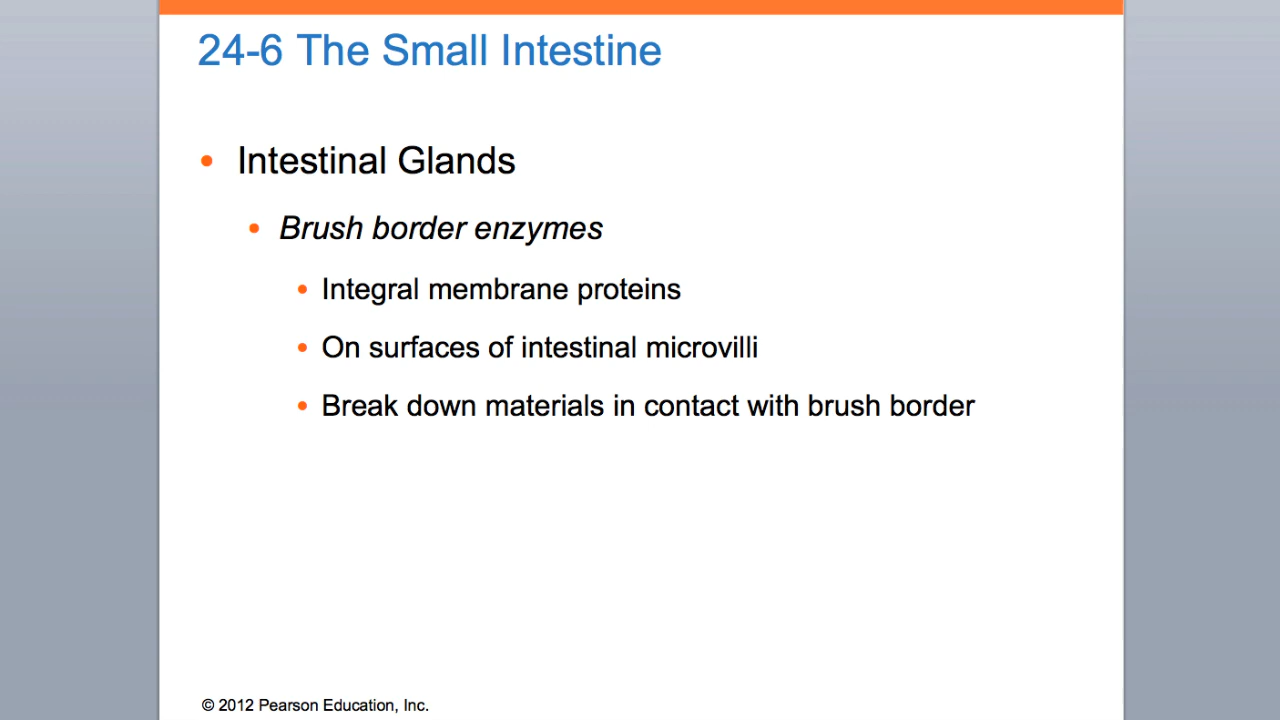 24-6 The Small Intestine
• Intestinal Glands
• Brush border enzymes
• Integral membrane proteins
• On surfaces of intestinal microvilli
• Break down materials in contact with brush border
© 2012 Pearson Education, Inc.